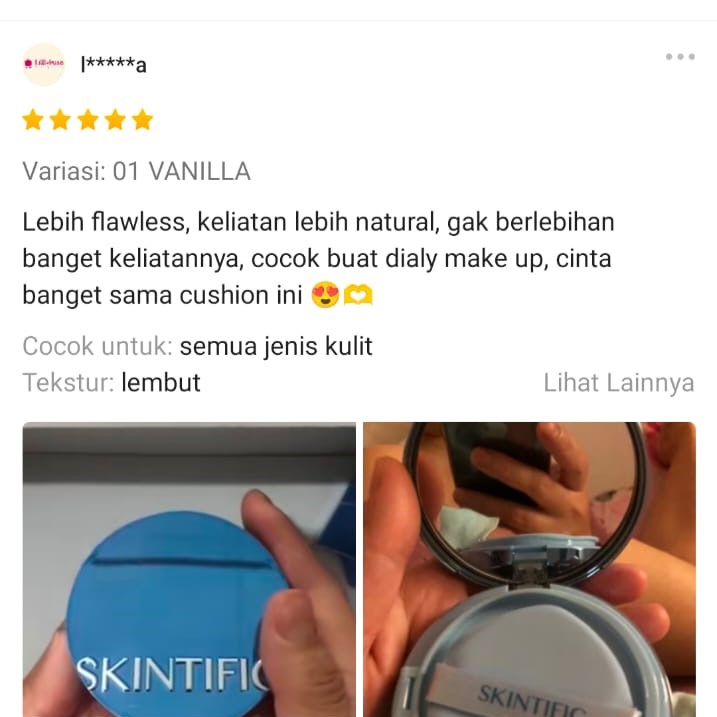 l*****a
Variasi: 01 VANILLA
Lebih flawless, keliatan lebih natural, gak berlebihan
banget keliatannya, cocok buat dialy make up, cinta
banget sama cushion ini 😍🫶
Cocok untuk: semua jenis kulit
Tekstur: lembut
Lihat Lainnya
SKINTIFIC
SKINTIFIC